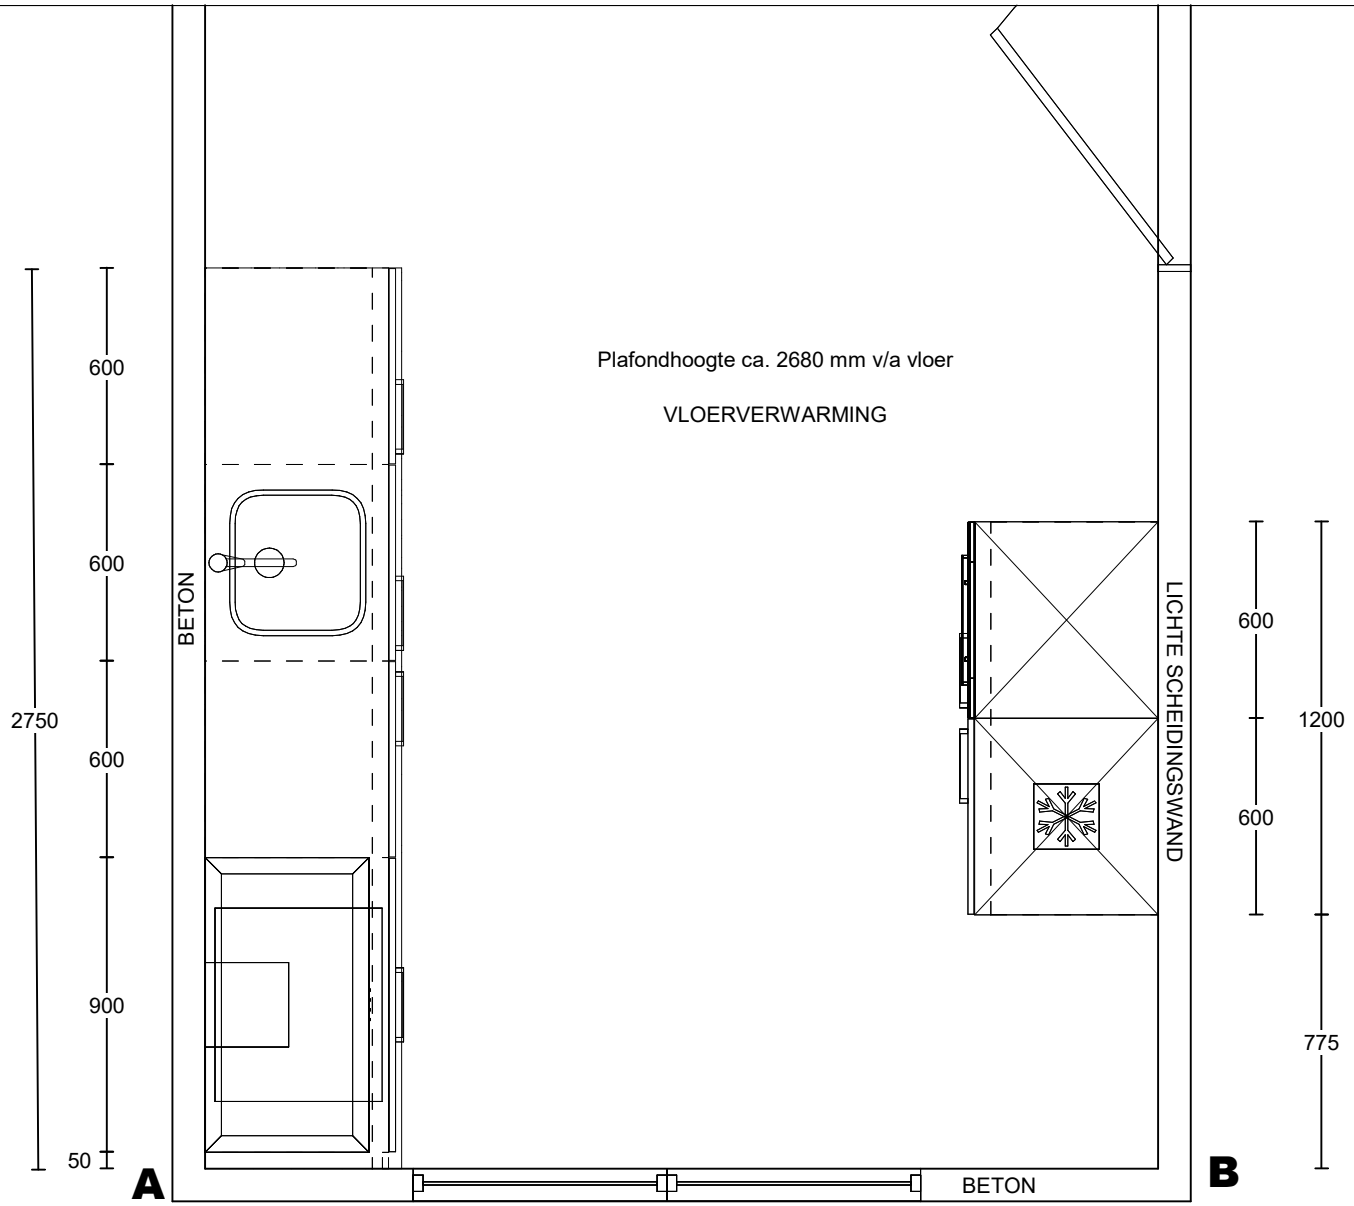 Plafondhoogte ca. 2680 mm v/a vloer
VLOERVERWARMING
600
600
BETON
2750
600
900
50
A
LICHTE SCHEIDINGSWAND
600
1200
600
775
BETON
B